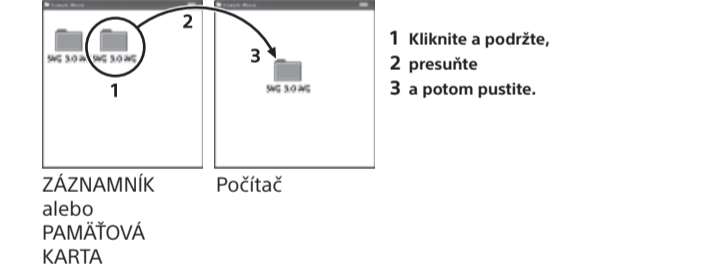 2
3
1
1 Kliknite a podržte,
2 presuňte
3 a potom pustite.
ZÁZNAMNÍK
alebo
PAMÄŤOVÁ
KARTA
Počítač